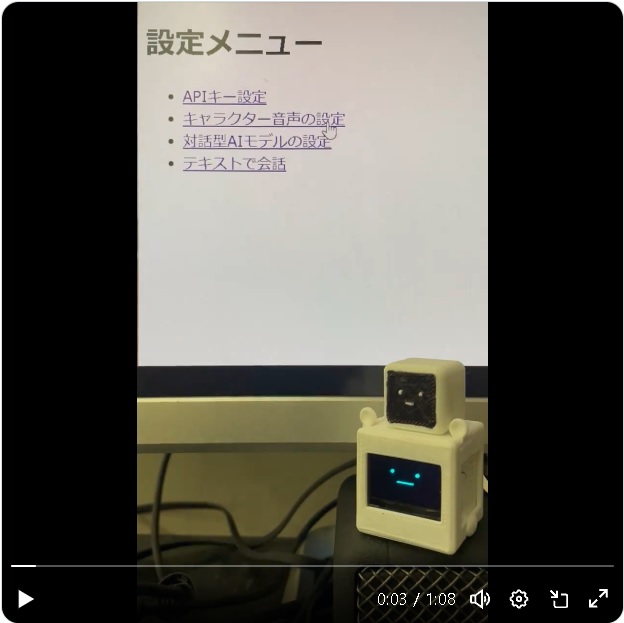 設定メニュー
APIキー設定
キャラクター音声の設定
対話型AIモデルの設定
テキストで会話
0:03 / 1:08